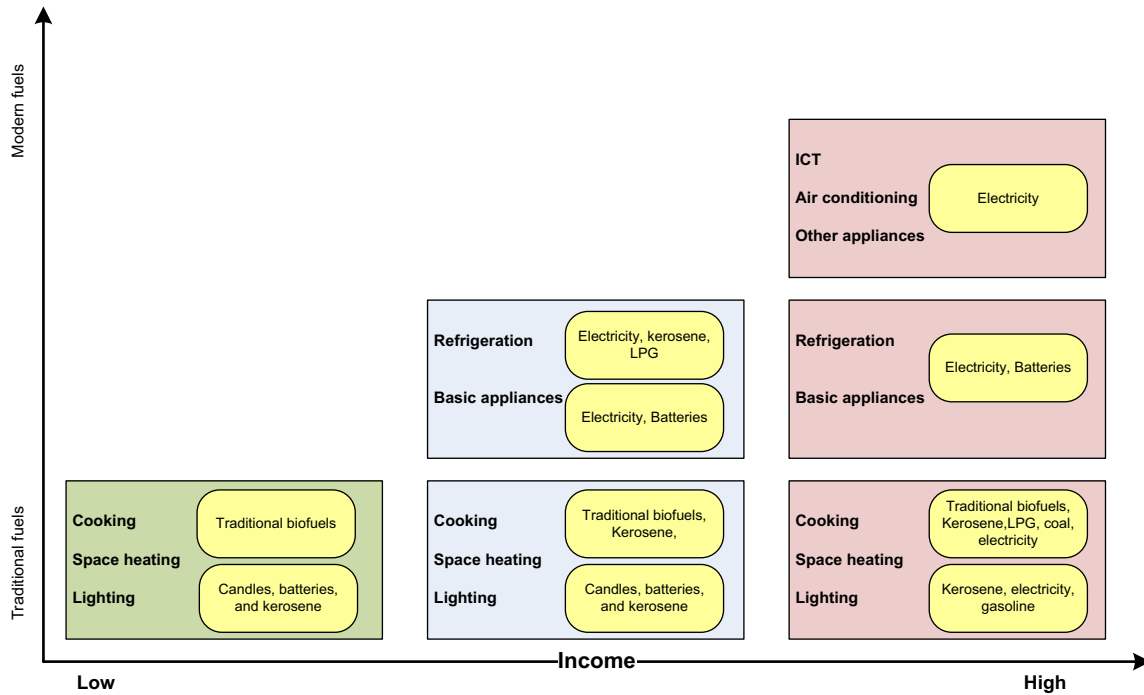 Modern fuels
ICT
Air conditioning
Other appliances
Electricity
Refrigeration
Basic appliances
Electricity, kerosene,
LPG
Electricity, Batteries
Refrigeration
Basic appliances
Electricity, Batteries
Traditional fuels
Cooking
Space heating
Lighting
Traditional biofuels
Candles, batteries,
and kerosene
Cooking
Space heating
Lighting
Traditional biofuels,
Kerosene,
Candles, batteries,
and kerosene
Cooking
Space heating
Lighting
Traditional biofuels,
Kerosene,LPG, coal,
electricity
Kerosene, electricity,
gasoline
Income
Low
High